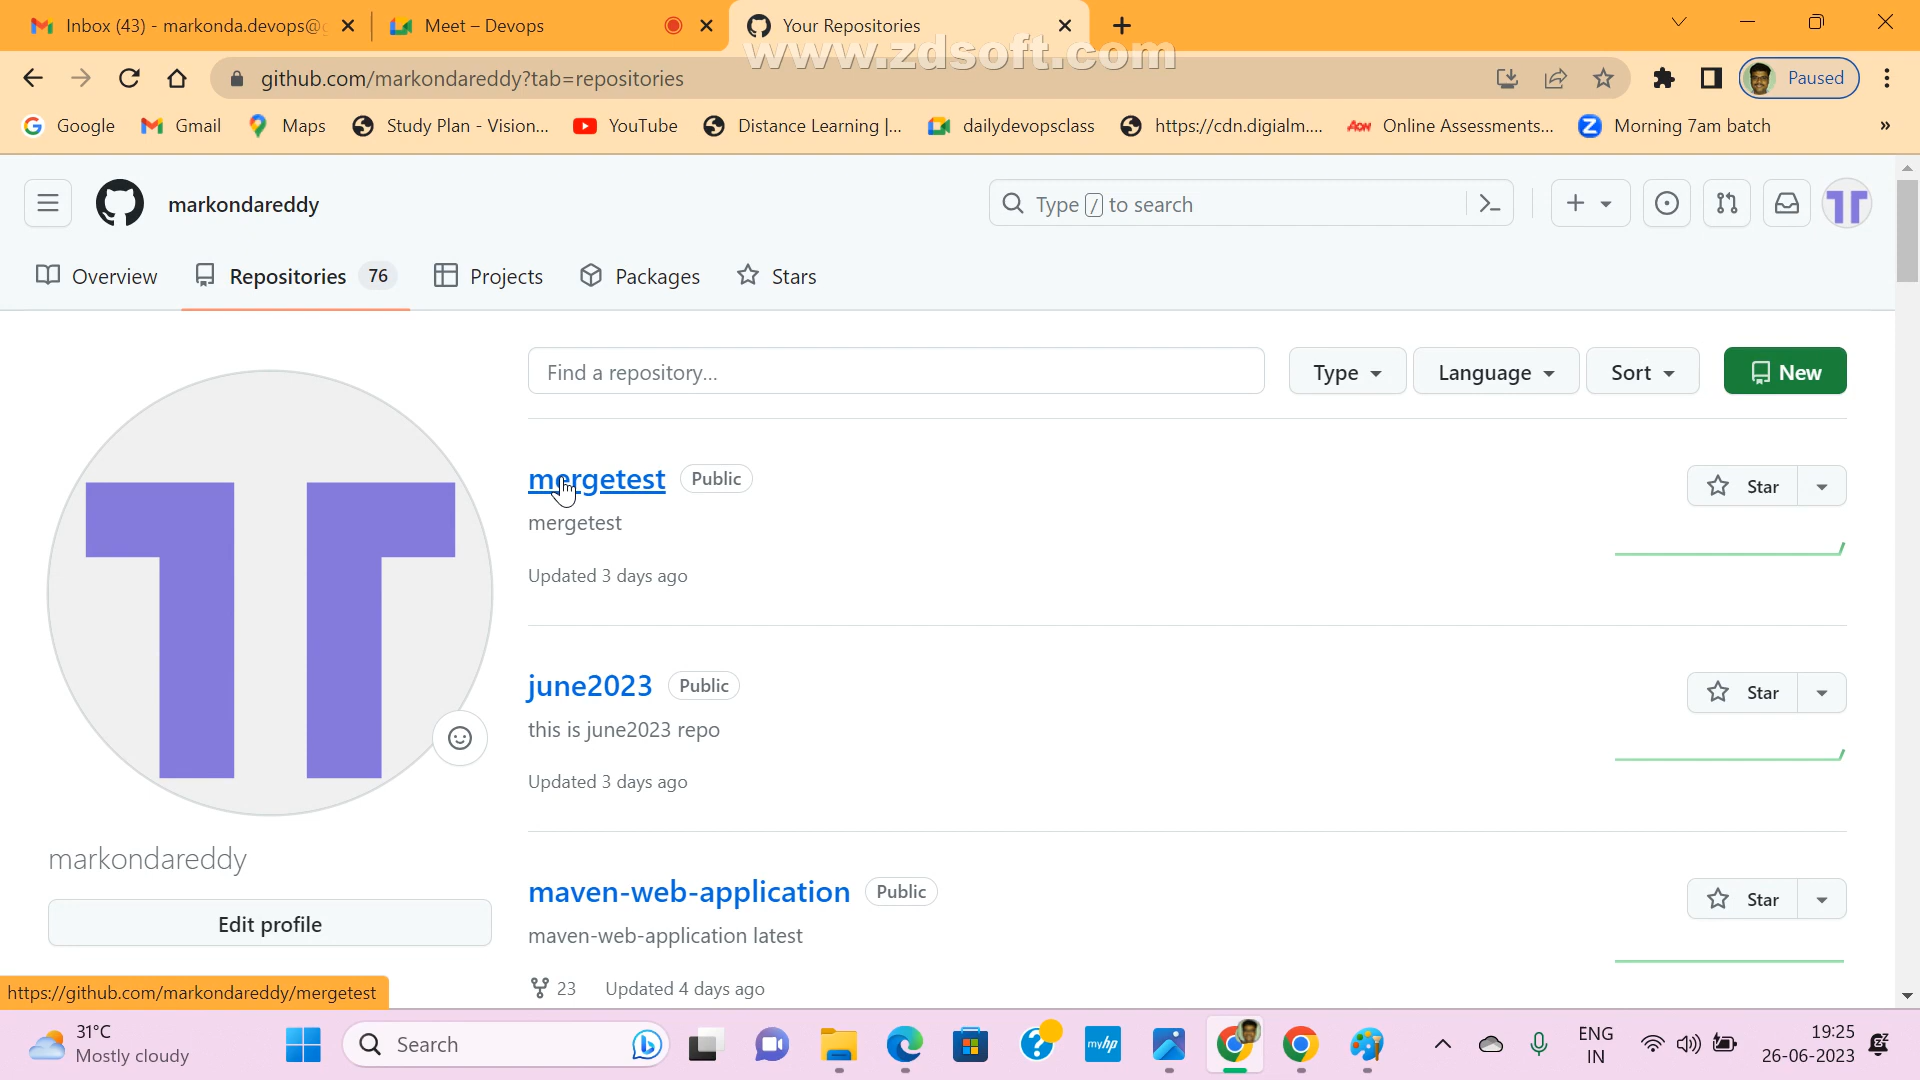 Inbox (43) - markonda.devops@g
Meet – Devops
Your Repositories
www.zdsoft.com
github.com/markondareddy?tab=repositories
Paused
Google
Gmail
Maps
Study Plan - Vision...
YouTube
Distance Learning |...
dailydevopsclass
https://cdn.digialm....
AON
Online Assessments...
Z
Morning 7am batch
»
markondareddy
Type / to search
Overview
Repositories 76
Projects
Packages
Stars
Find a repository...
Type
Language
Sort
New
mergetest
Public
Star
mergetest
Updated 3 days ago
june2023
Public
Star
this is june2023 repo
Updated 3 days ago
markondareddy
Edit profile
maven-web-application
Public
Star
maven-web-application latest
23
Updated 4 days ago
https://github.com/markondareddy/mergetest
31°C
Mostly cloudy
Search
myhp
ENG
IN
19:25
26-06-2023